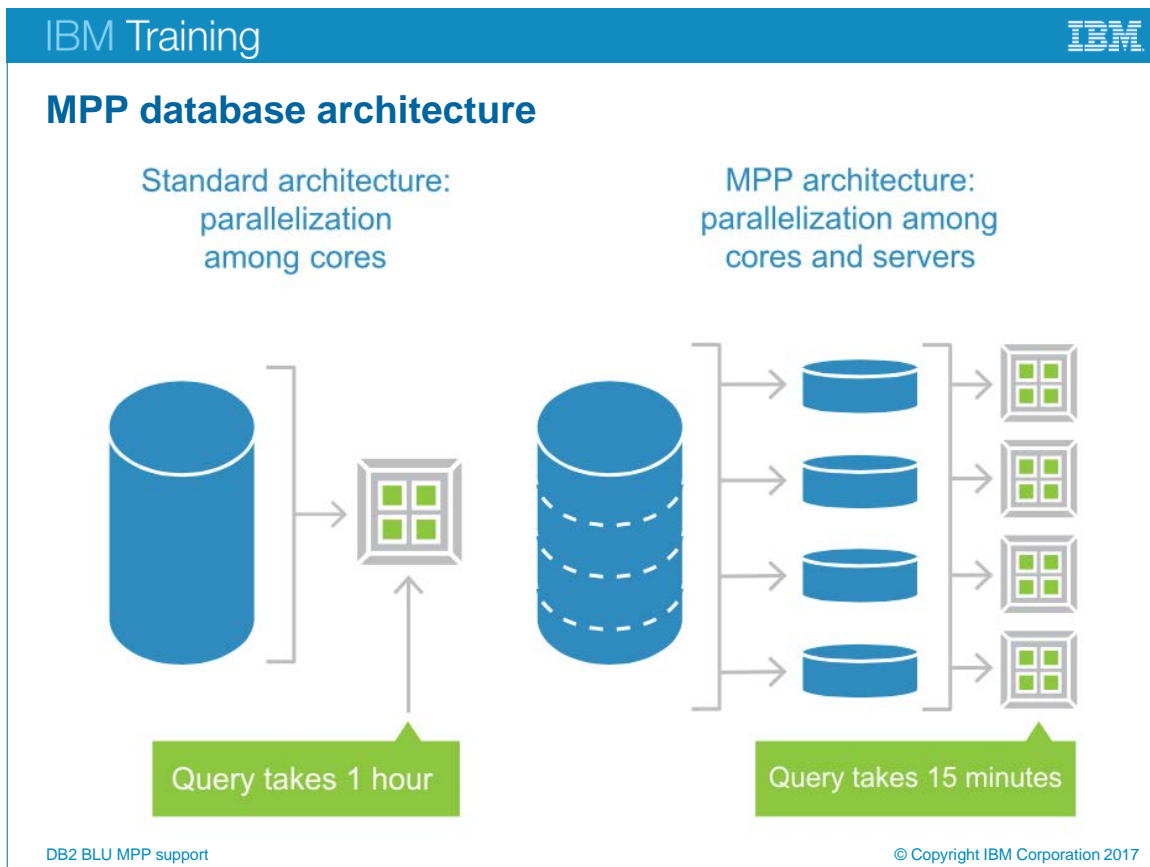 IBM Training
IBM
MPP database architecture
Standard architecture:
parallelization
among cores
MPP architecture:
parallelization among
cores and servers
Query takes 1 hour
Query takes 15 minutes
DB2 BLU MPP support
© Copyright IBM Corporation 2017